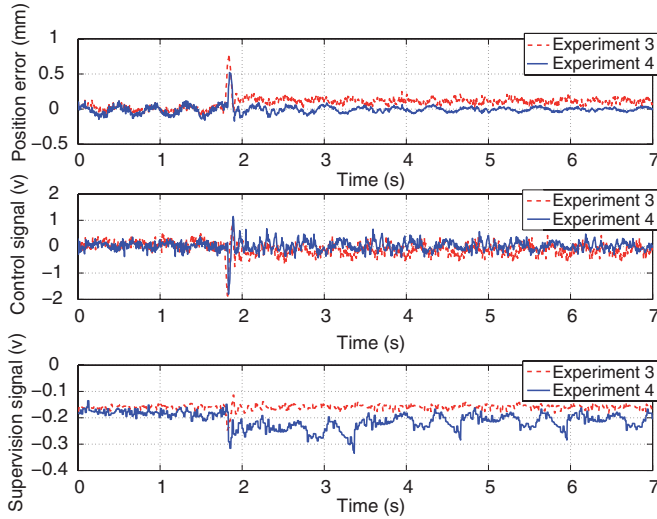 Position error (mm)
1
0.5
0
−0.5
Experiment 3
Experiment 4
0 1 2 3 4 5 6 7
Time (s)
Control signal (v)
2
1
0
−1
−2
Experiment 3
Experiment 4
0 1 2 3 4 5 6 7
Time (s)
Supervision signal (v)
0
−0.1
−0.2
−0.3
−0.4
Experiment 3
Experiment 4
0 1 2 3 4 5 6 7
Time (s)